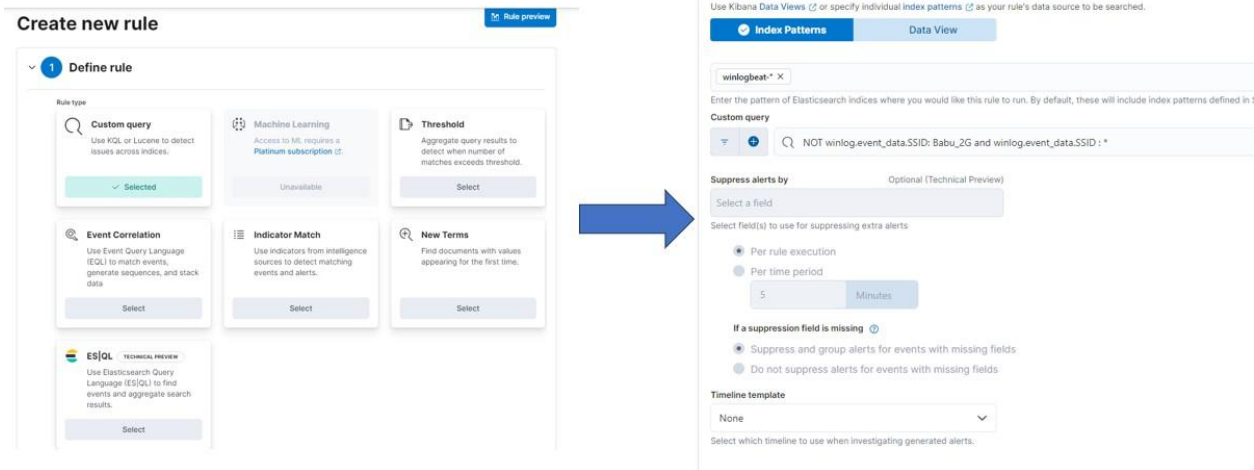 Create new rule
Rule preview
1 Define rule
Rule type
Custom query
Use KQL or Lucene to detect
issues across indices.
Selected
Machine Learning
Access to ML requires a
Platinum subscription.
Unavailable
Threshold
Aggregate query results to
detect when number of
matches exceeds threshold.
Select
Event Correlation
Use Event Query Language
(EQL) to match events,
generate sequences, and stack
data
Select
Indicator Match
Use indicators from intelligence
sources to detect matching
events and alerts.
Select
New Terms
Find documents with values
appearing for the first time.
Select
ES|QL TECHNICAL PREVIEW
Use Elasticsearch Query
Language (ES|QL) to find
events and aggregate search
results.
Select
Use Kibana Data Views or specify individual index patterns as your rule's data source to be searched.
Index Patterns
Data View
winlogbeat-*
Enter the pattern of Elasticsearch indices where you would like this rule to run. By default, these will include index patterns defined in
Custom query
NOT winlog.event_data.SSID: Babu_2G and winlog.event_data.SSID : *
Suppress alerts by
Optional (Technical Preview)
Select a field
Select field(s) to use for suppressing extra alerts
Per rule execution
Per time period
5 Minutes
If a suppression field is missing
Suppress and group alerts for events with missing fields
Do not suppress alerts for events with missing fields
Timeline template
None
Select which timeline to use when investigating generated alerts.